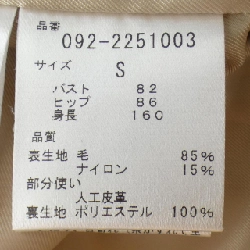 品番
092-2251003
サイズ S
バスト 82
ヒップ 86
身長 160
品質
表生地 毛 85%
ナイロン 15%
部分使い
人工皮革
裏生地 ポリエステル 100%